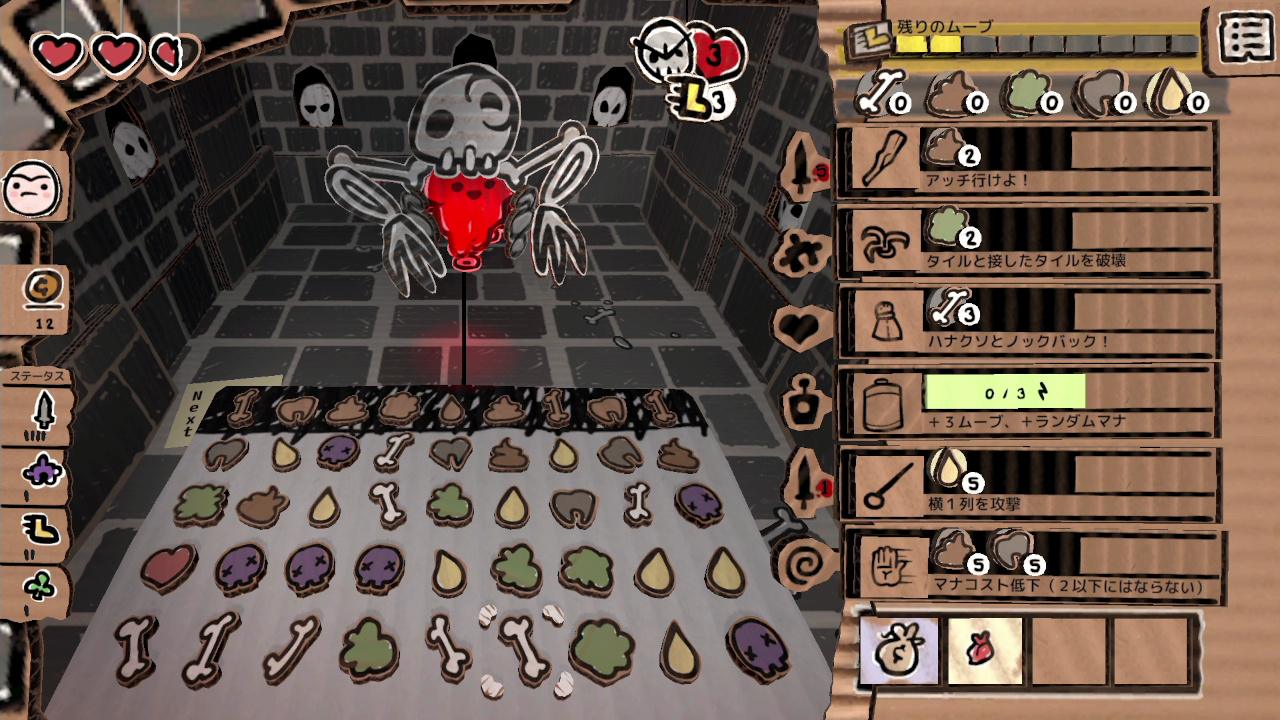 残りのムーブ
3
3
0
0
0
0
0
5
2
アッチ行けよ！
2
タイルと接したタイルを破壊
3
ハナクソとノックバック！
12
ステータス
0/3
＋３ムーブ、＋ランダムマナ
Next
1
5
横１列を攻撃
5
5
マナコスト低下（２以下にはならない）